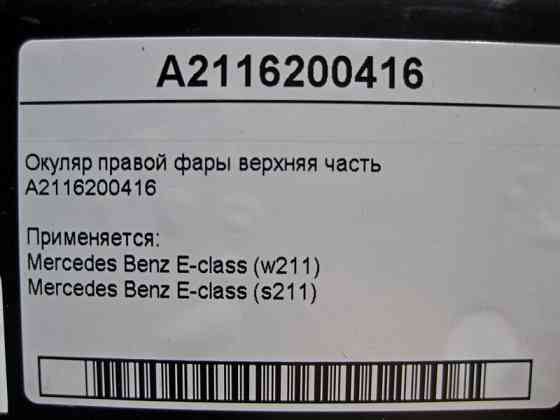 A2116200416
Окуляр правой фары верхняя часть
A2116200416
Применяется:
Mercedes Benz E-class (w211)
Mercedes Benz E-class (s211)